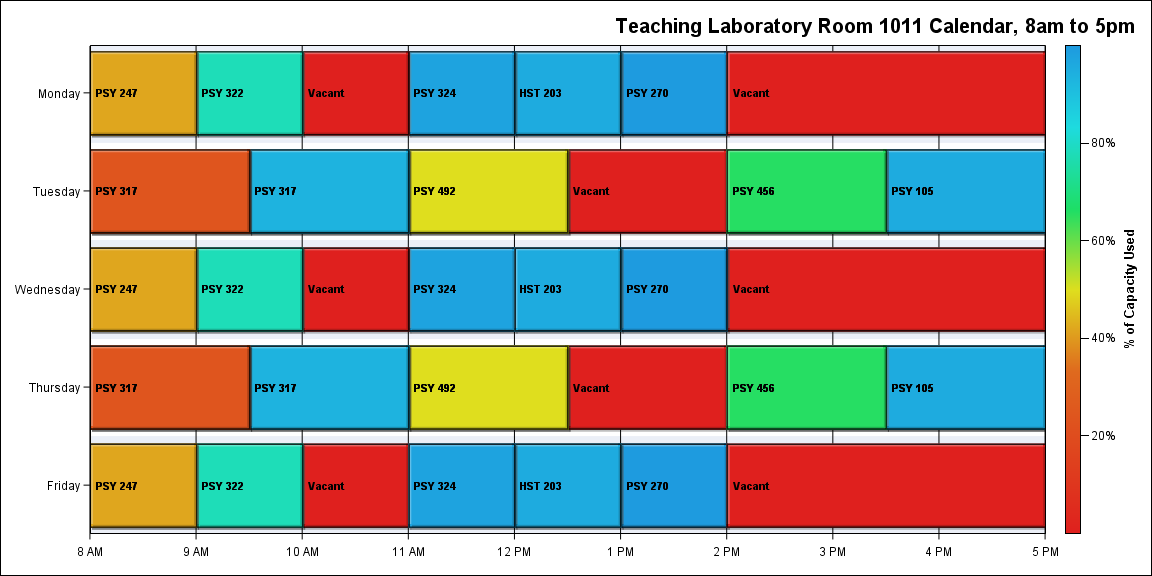 Teaching Laboratory Room 1011 Calendar, 8am to 5pm
Monday
PSY 247
PSY 322
Vacant
PSY 324
HST 203
PSY 270
Vacant
Tuesday
PSY 317
PSY 317
PSY 492
Vacant
PSY 456
PSY 105
Wednesday
PSY 247
PSY 322
Vacant
PSY 324
HST 203
PSY 270
Vacant
Thursday
PSY 317
PSY 317
PSY 492
Vacant
PSY 456
PSY 105
Friday
PSY 247
PSY 322
Vacant
PSY 324
HST 203
PSY 270
Vacant
8 AM
9 AM
10 AM
11 AM
12 PM
1 PM
2 PM
3 PM
4 PM
5 PM
80%
60%
40%
20%
% of Capacity Used